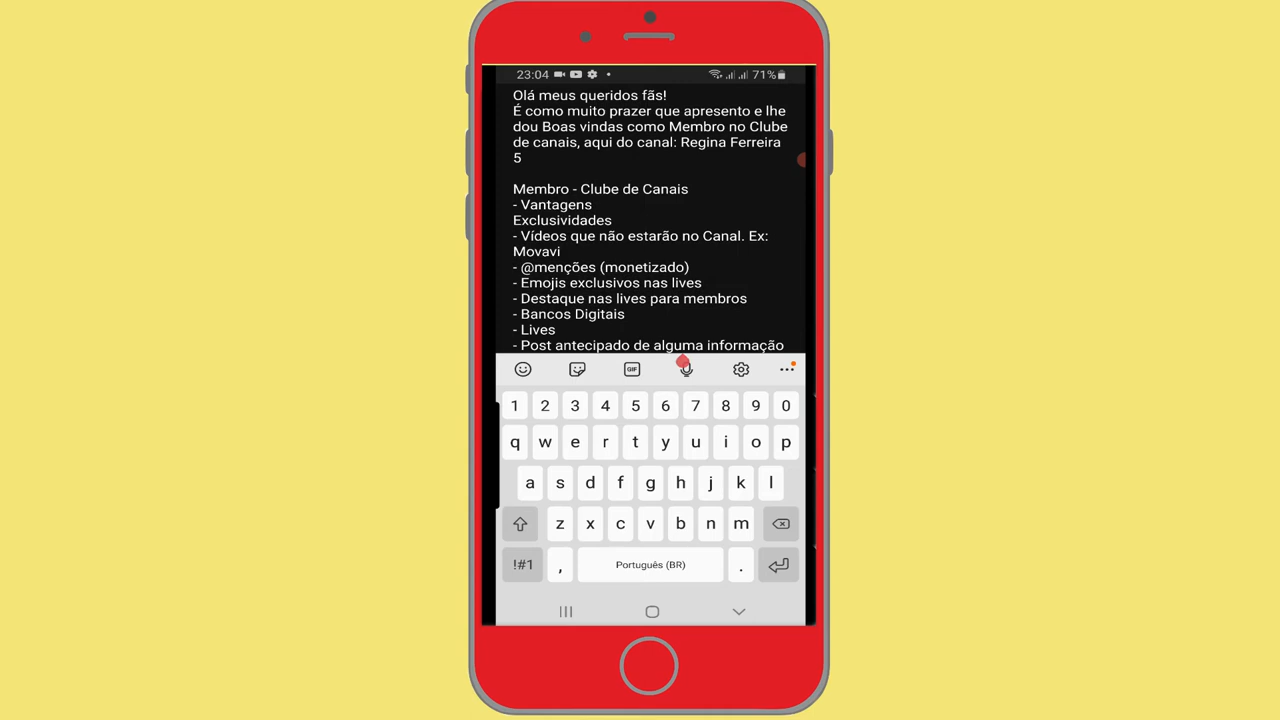 23:04 71%
Olá meus queridos fãs!
É como muito prazer que apresento e lhe
dou Boas vindas como Membro no Clube
de canais, aqui do canal: Regina Ferreira
5
Membro - Clube de Canais
- Vantagens
Exclusividades
- Vídeos que não estarão no Canal. Ex:
Movavi
- @menções (monetizado)
- Emojis exclusivos nas lives
- Destaque nas lives para membros
- Bancos Digitais
- Lives
- Post antecipado de alguma informação
GIF
1 2 3 4 5 6 7 8 9 0
q w e r t y u i o p
a s d f g h j k l
z x c v b n m
!#1 , Português (BR) .